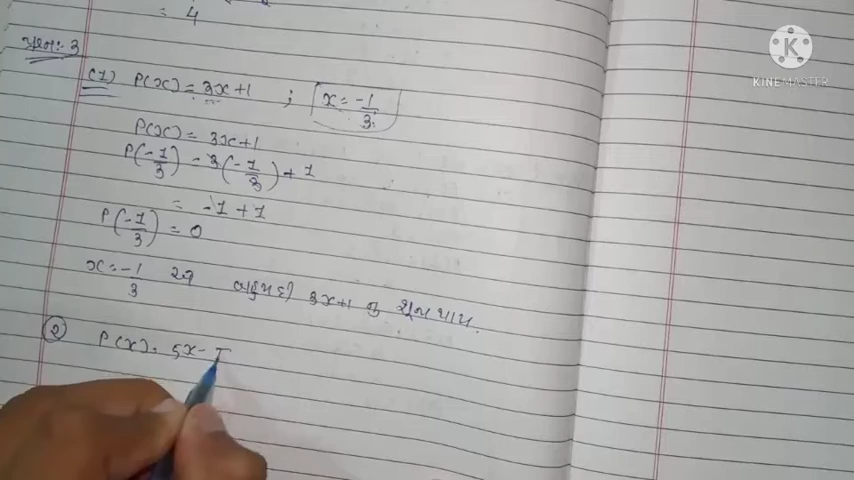 = 4
પ્રશ્ન:- 3
(1) P(x) = 3x+1 ; x = -1/3
P(x) = 3x+1
P(-1/3) = 3(-1/3) + 1
= -1 + 1
P(-1/3) = 0
x = -1/3 એ બહુપદી 3x+1 નું શૂન્ય થાય.
② P(x) = 5x - π
K
KINEMASTER